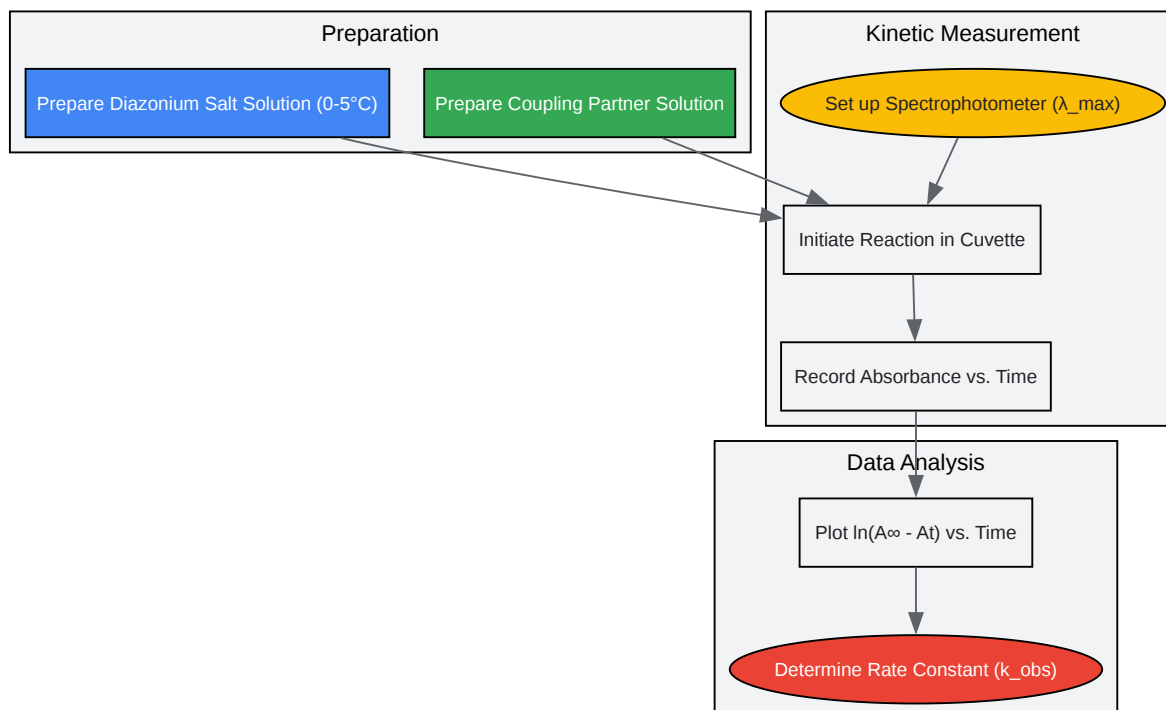 Preparation
Kinetic Measurement
Prepare Diazonium Salt Solution (0-5°C)
Prepare Coupling Partner Solution
Set up Spectrophotometer (λ_max)
Initiate Reaction in Cuvette
Record Absorbance vs. Time
Data Analysis
Plot ln(A∞ - At) vs. Time
Determine Rate Constant (k_obs)